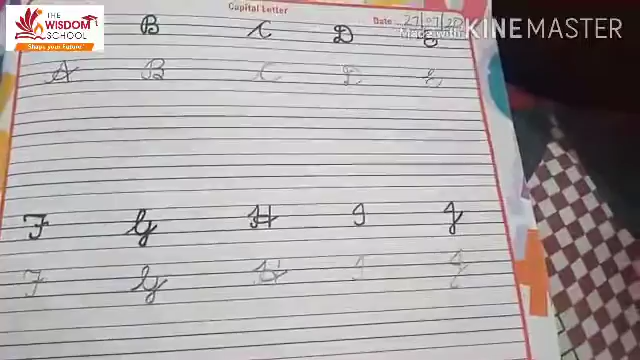 THE WISDOM SCHOOL
"Shape your Future"
Capital Letter
Date
Made with KINEMASTER
B C D E
A B C D E
F G H I J
F G H I J